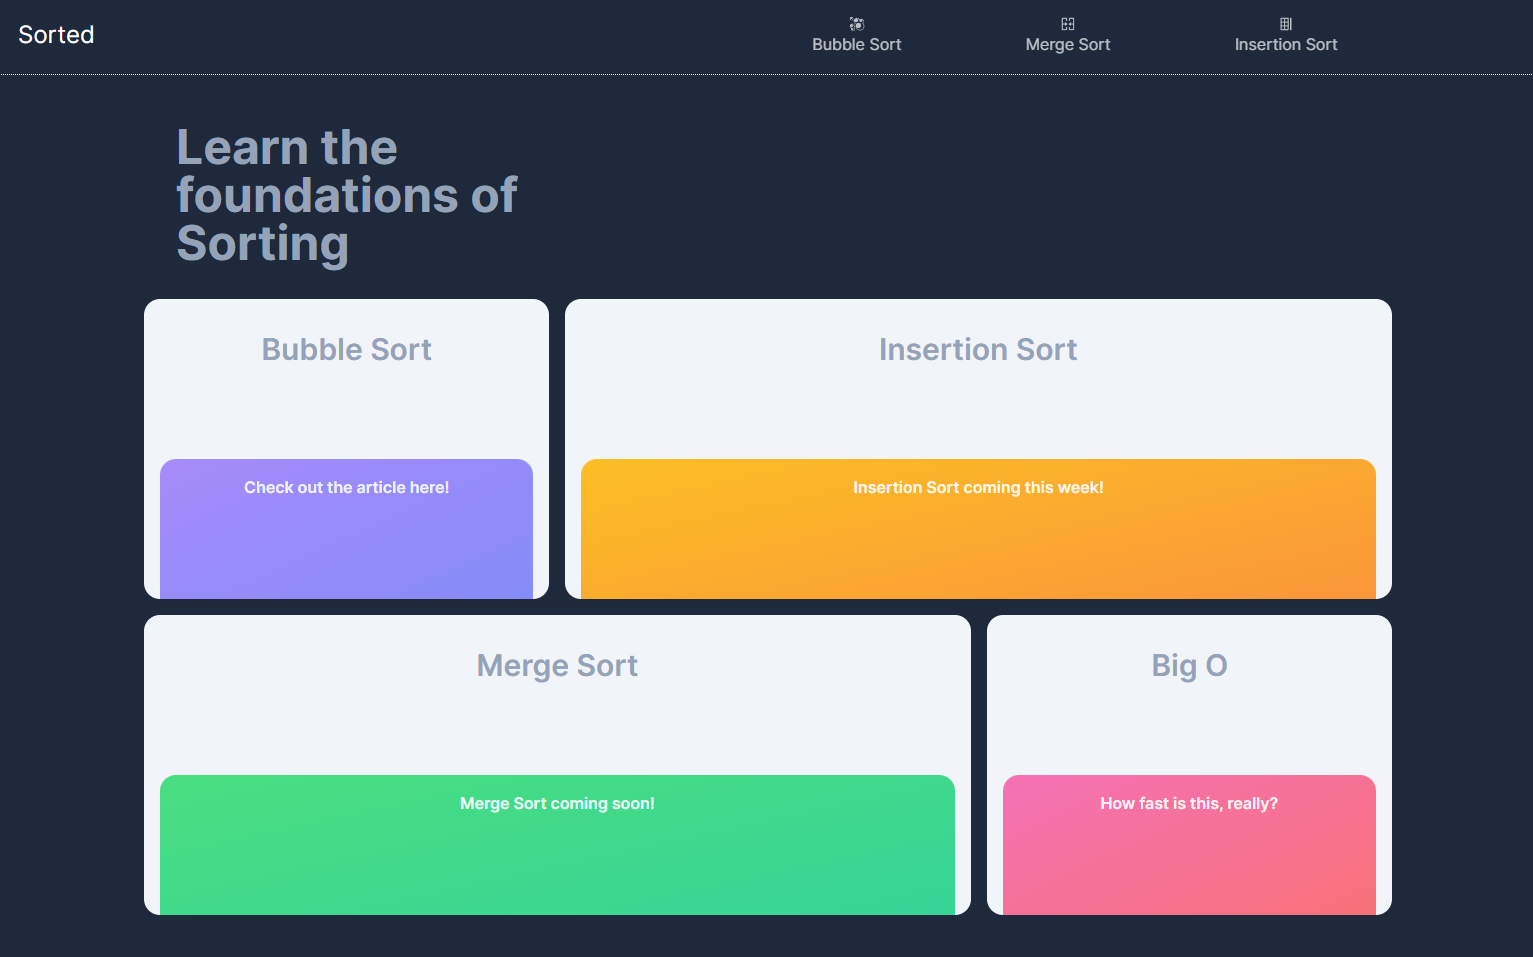 Sorted
Bubble Sort
Merge Sort
Insertion Sort
Learn the
foundations of
Sorting
Bubble Sort
Check out the article here!
Insertion Sort
Insertion Sort coming this week!
Merge Sort
Merge Sort coming soon!
Big O
How fast is this, really?